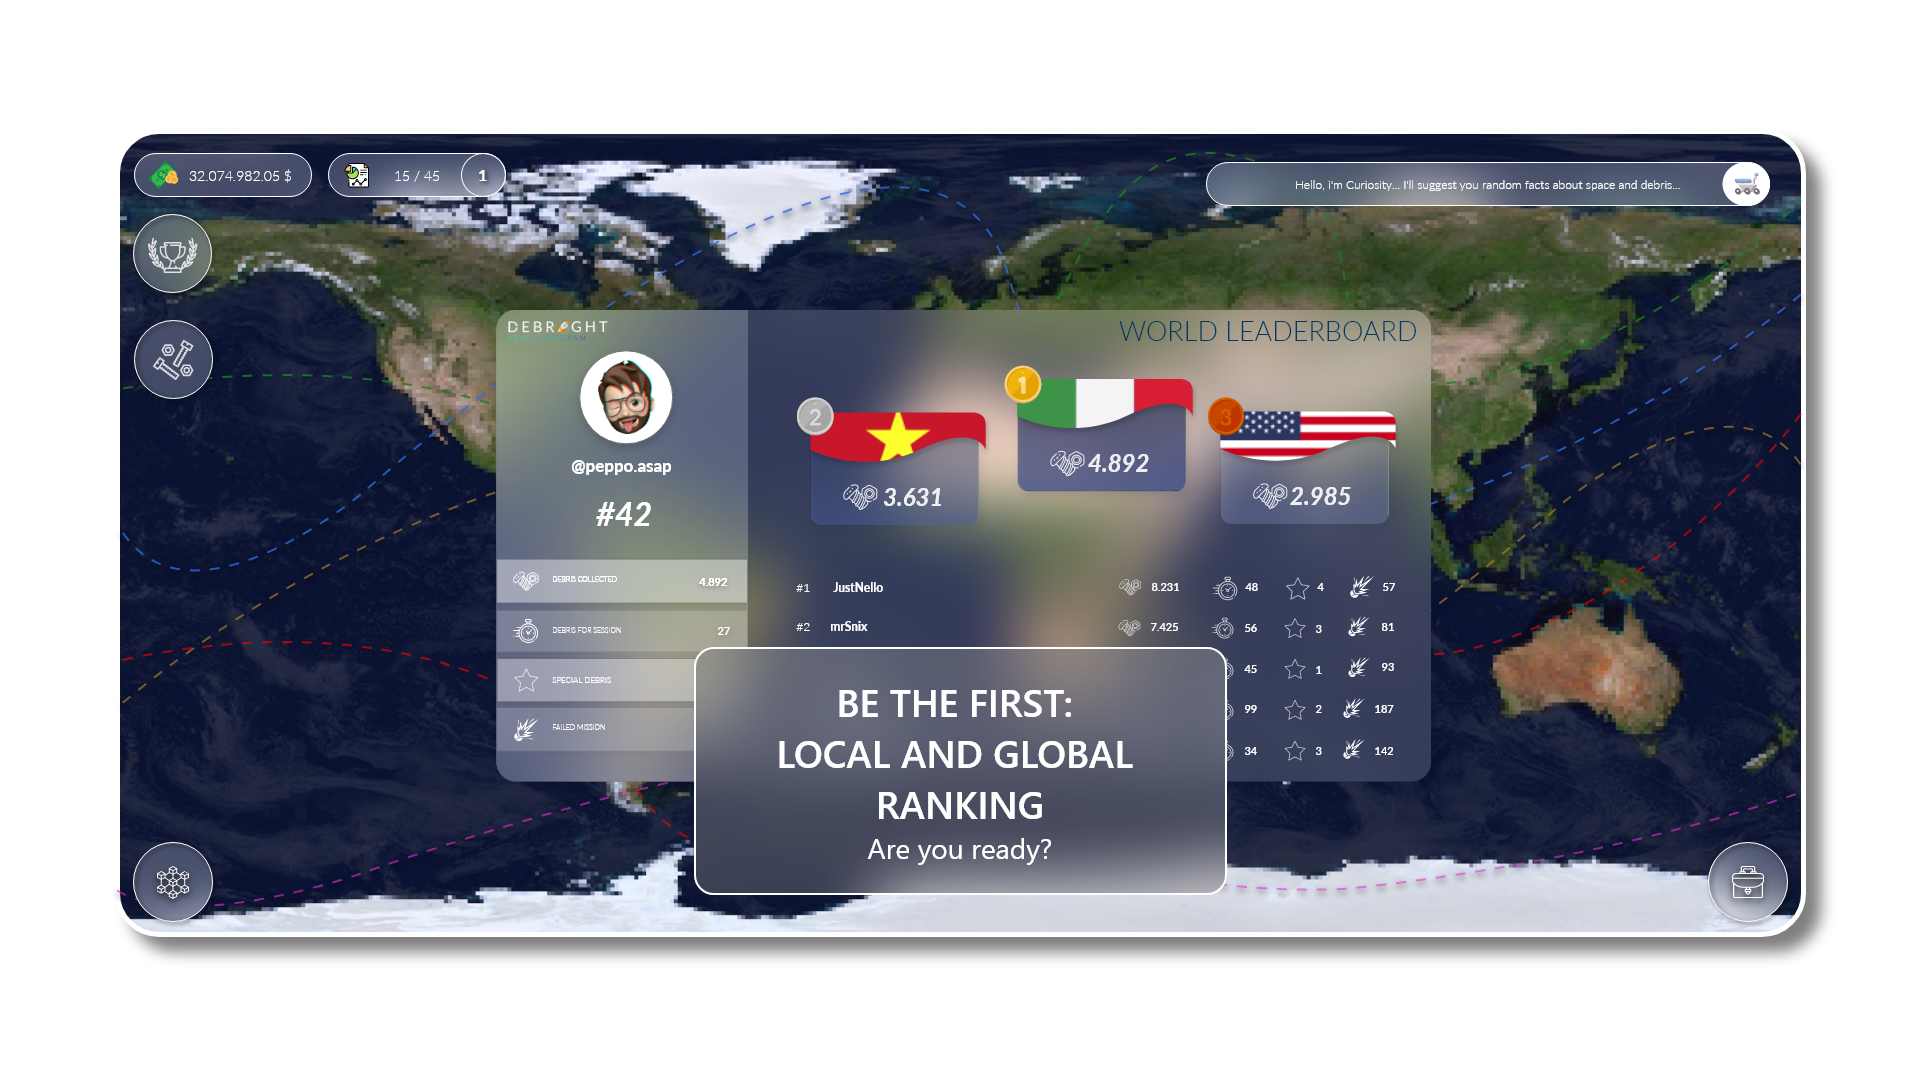 32.074.982.05 $
15 / 45
1
Hello, i'm Curiosity... I'll suggest you random facts about space and debris...
DEBR GHT
WORLD LEADERBOARD
@peppo.asap
#42
DEBRIS COLLECTED 4.892
DEBRIS FOR SESSION 27
SPECIAL DEBRIS
FAILED MISSION
2
3.631
1
4.892
3
2.985
#1 JustNello 8.231 48 4 57
#2 mrSnix 7.425 56 3 81
45 1 93
99 2 187
34 3 142
BE THE FIRST:
LOCAL AND GLOBAL
RANKING
Are you ready?